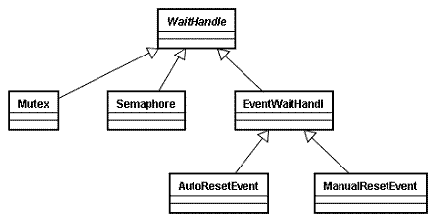 WaitHandle
Mutex
Semaphore
EventWaitHandl
AutoResetEvent
ManualResetEvent